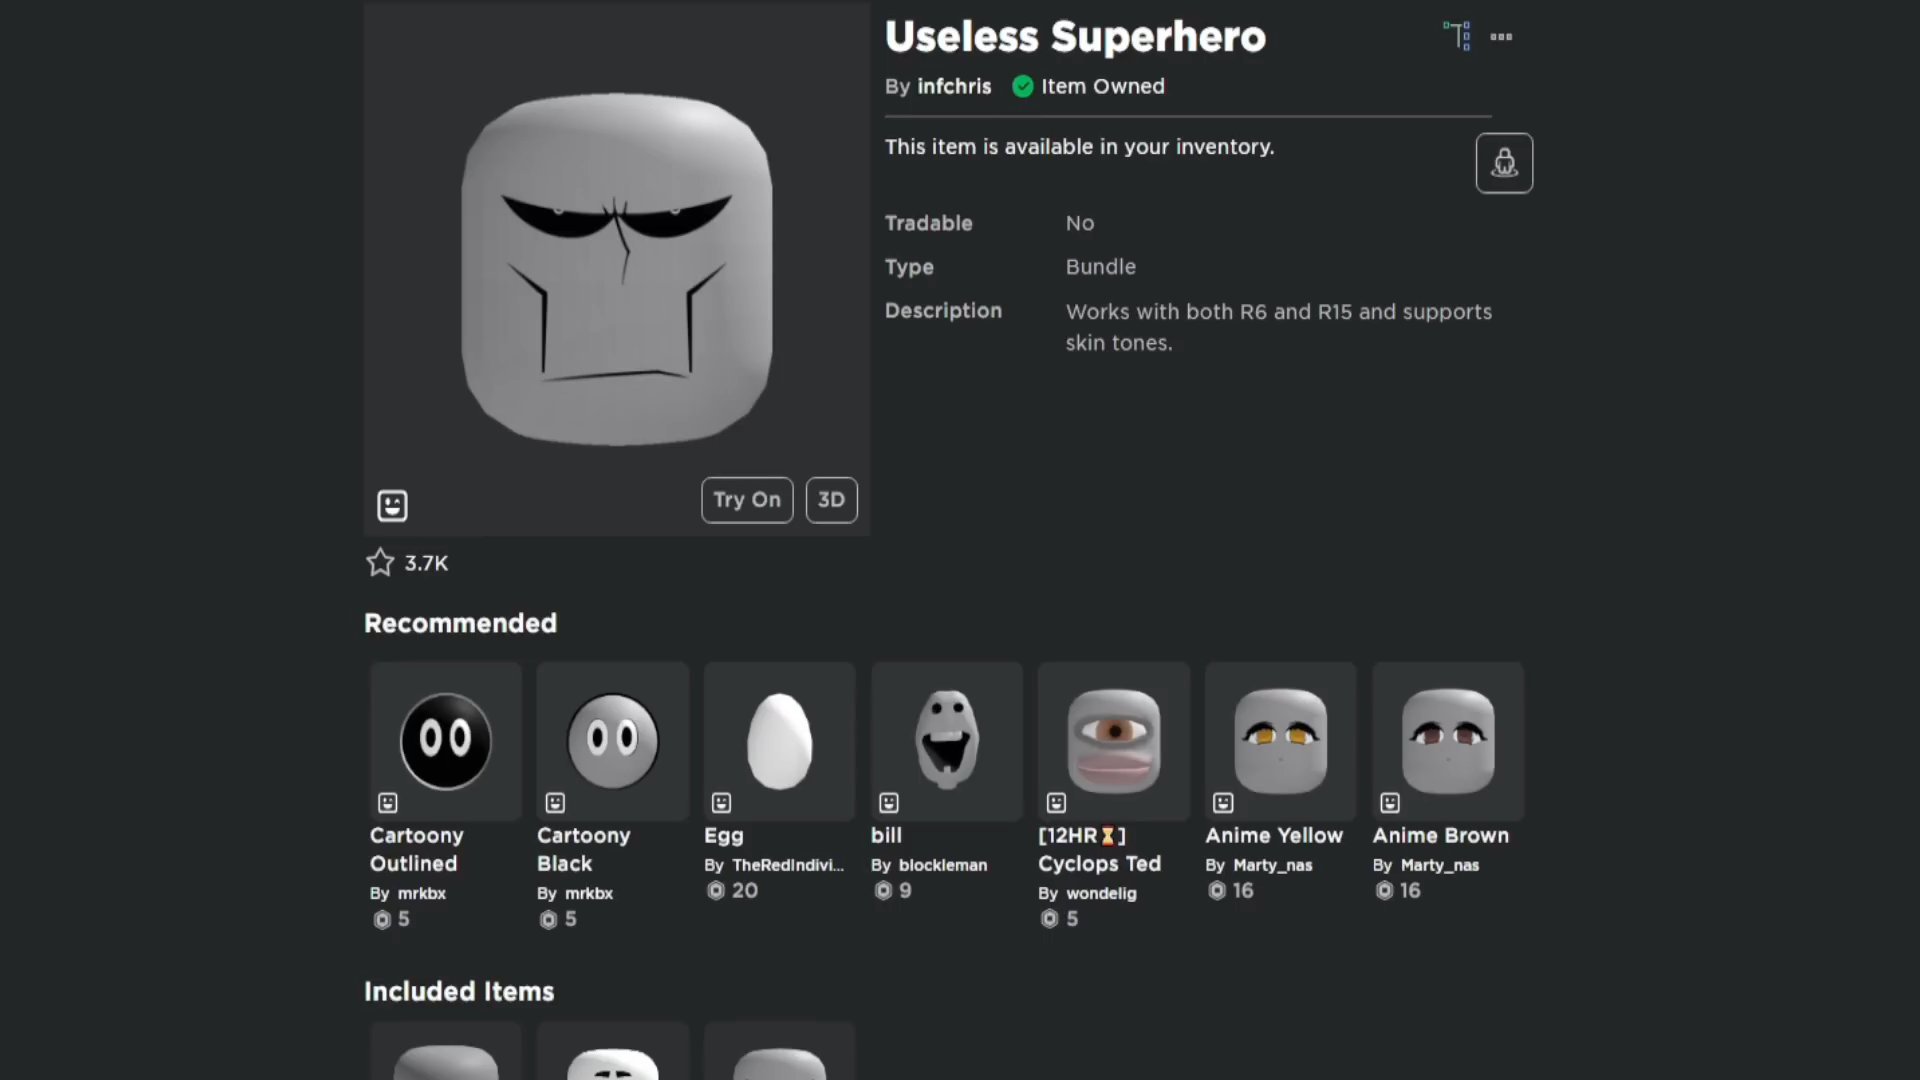 Useless Superhero
By infchris Item Owned
This item is available in your inventory.
Tradable No
Type Bundle
Description Works with both R6 and R15 and supports
skin tones.
Try On 3D
3.7K
Recommended
Cartoony
Outlined
By mrkbx
5
Cartoony
Black
By mrkbx
5
Egg
By TheRedIndivi...
20
bill
By blockleman
9
[12HR⏳]
Cyclops Ted
By wondelig
5
Anime Yellow
By Marty_nas
16
Anime Brown
By Marty_nas
16
Included Items